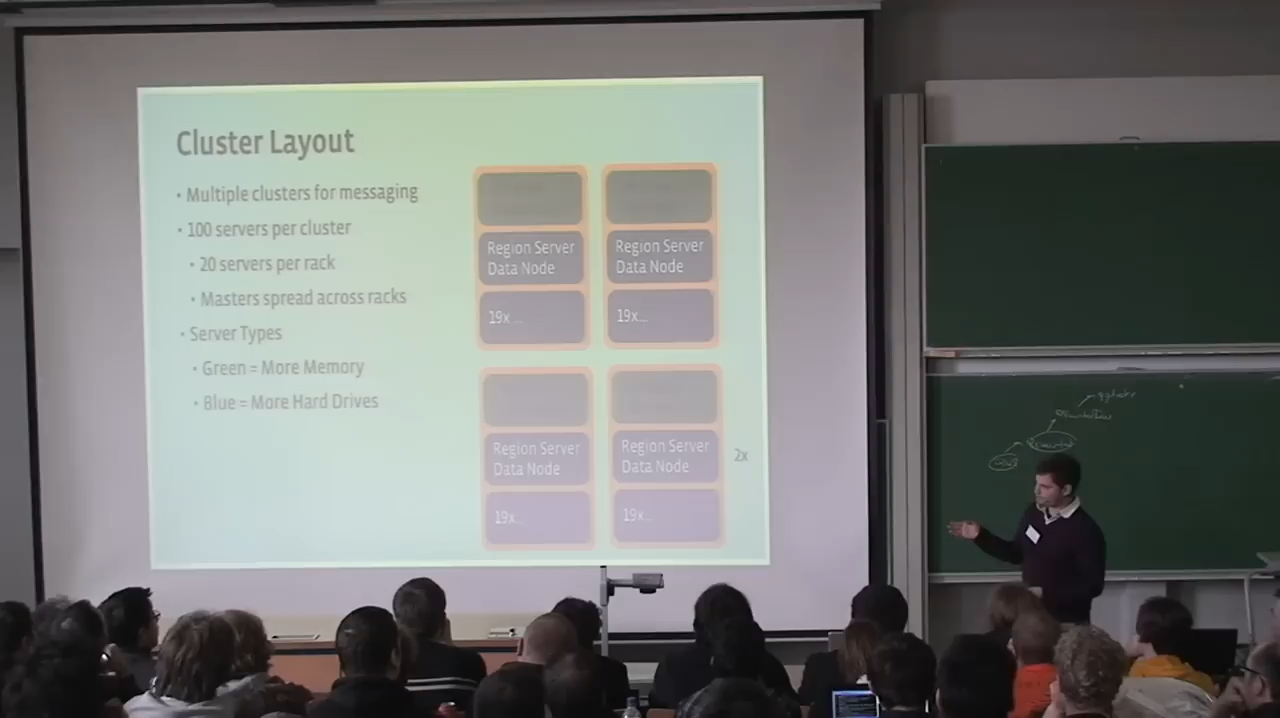 Cluster Layout
• Multiple clusters for messaging
• 100 servers per cluster
• 20 servers per rack
• Masters spread across racks
• Server Types
• Green = More Memory
• Blue = More Hard Drives
Region Server
Data Node
19x...
Region Server
Data Node
19x...
Region Server
Data Node
19x...
Region Server
Data Node
19x...
2x